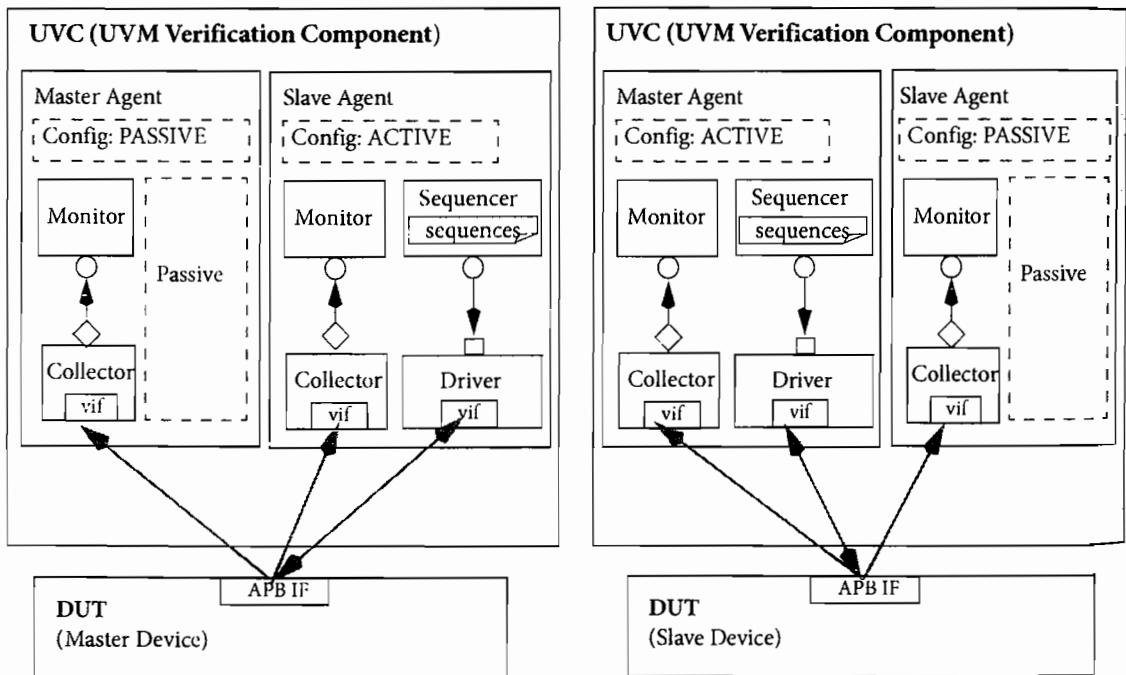 UVC (UVM Verification Component)
Master Agent
Config: PASSIVE
Monitor
Passive
Collector
vif
Slave Agent
Config: ACTIVE
Monitor
Sequencer
sequences
Collector
vif
Driver
vif
APB IF
DUT
(Master Device)
UVC (UVM Verification Component)
Master Agent
Config: ACTIVE
Monitor
Sequencer
sequences
Collector
vif
Driver
vif
Slave Agent
Config: PASSIVE
Monitor
Passive
Collector
vif
APB IF
DUT
(Slave Device)